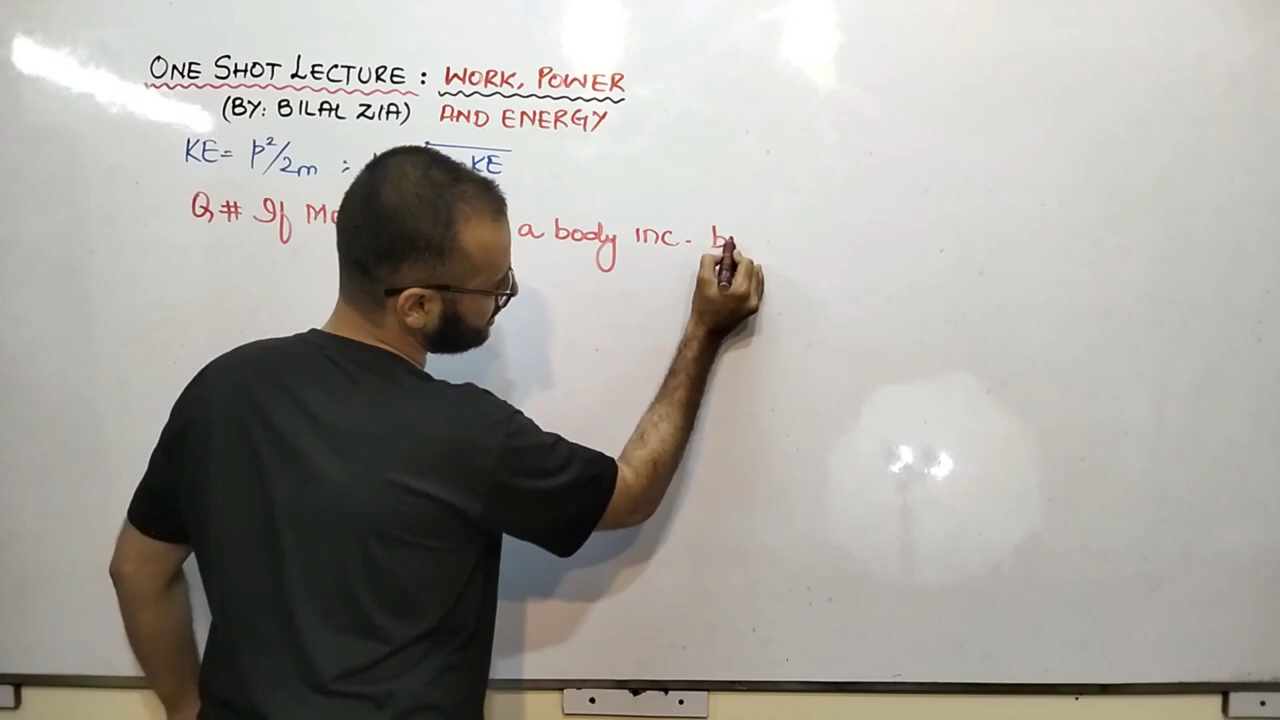 ONE SHOT LECTURE : WORK, POWER
(BY: BILAL ZIA) AND ENERGY
KE= P²/2m ; KE
Q# If a body inc. b